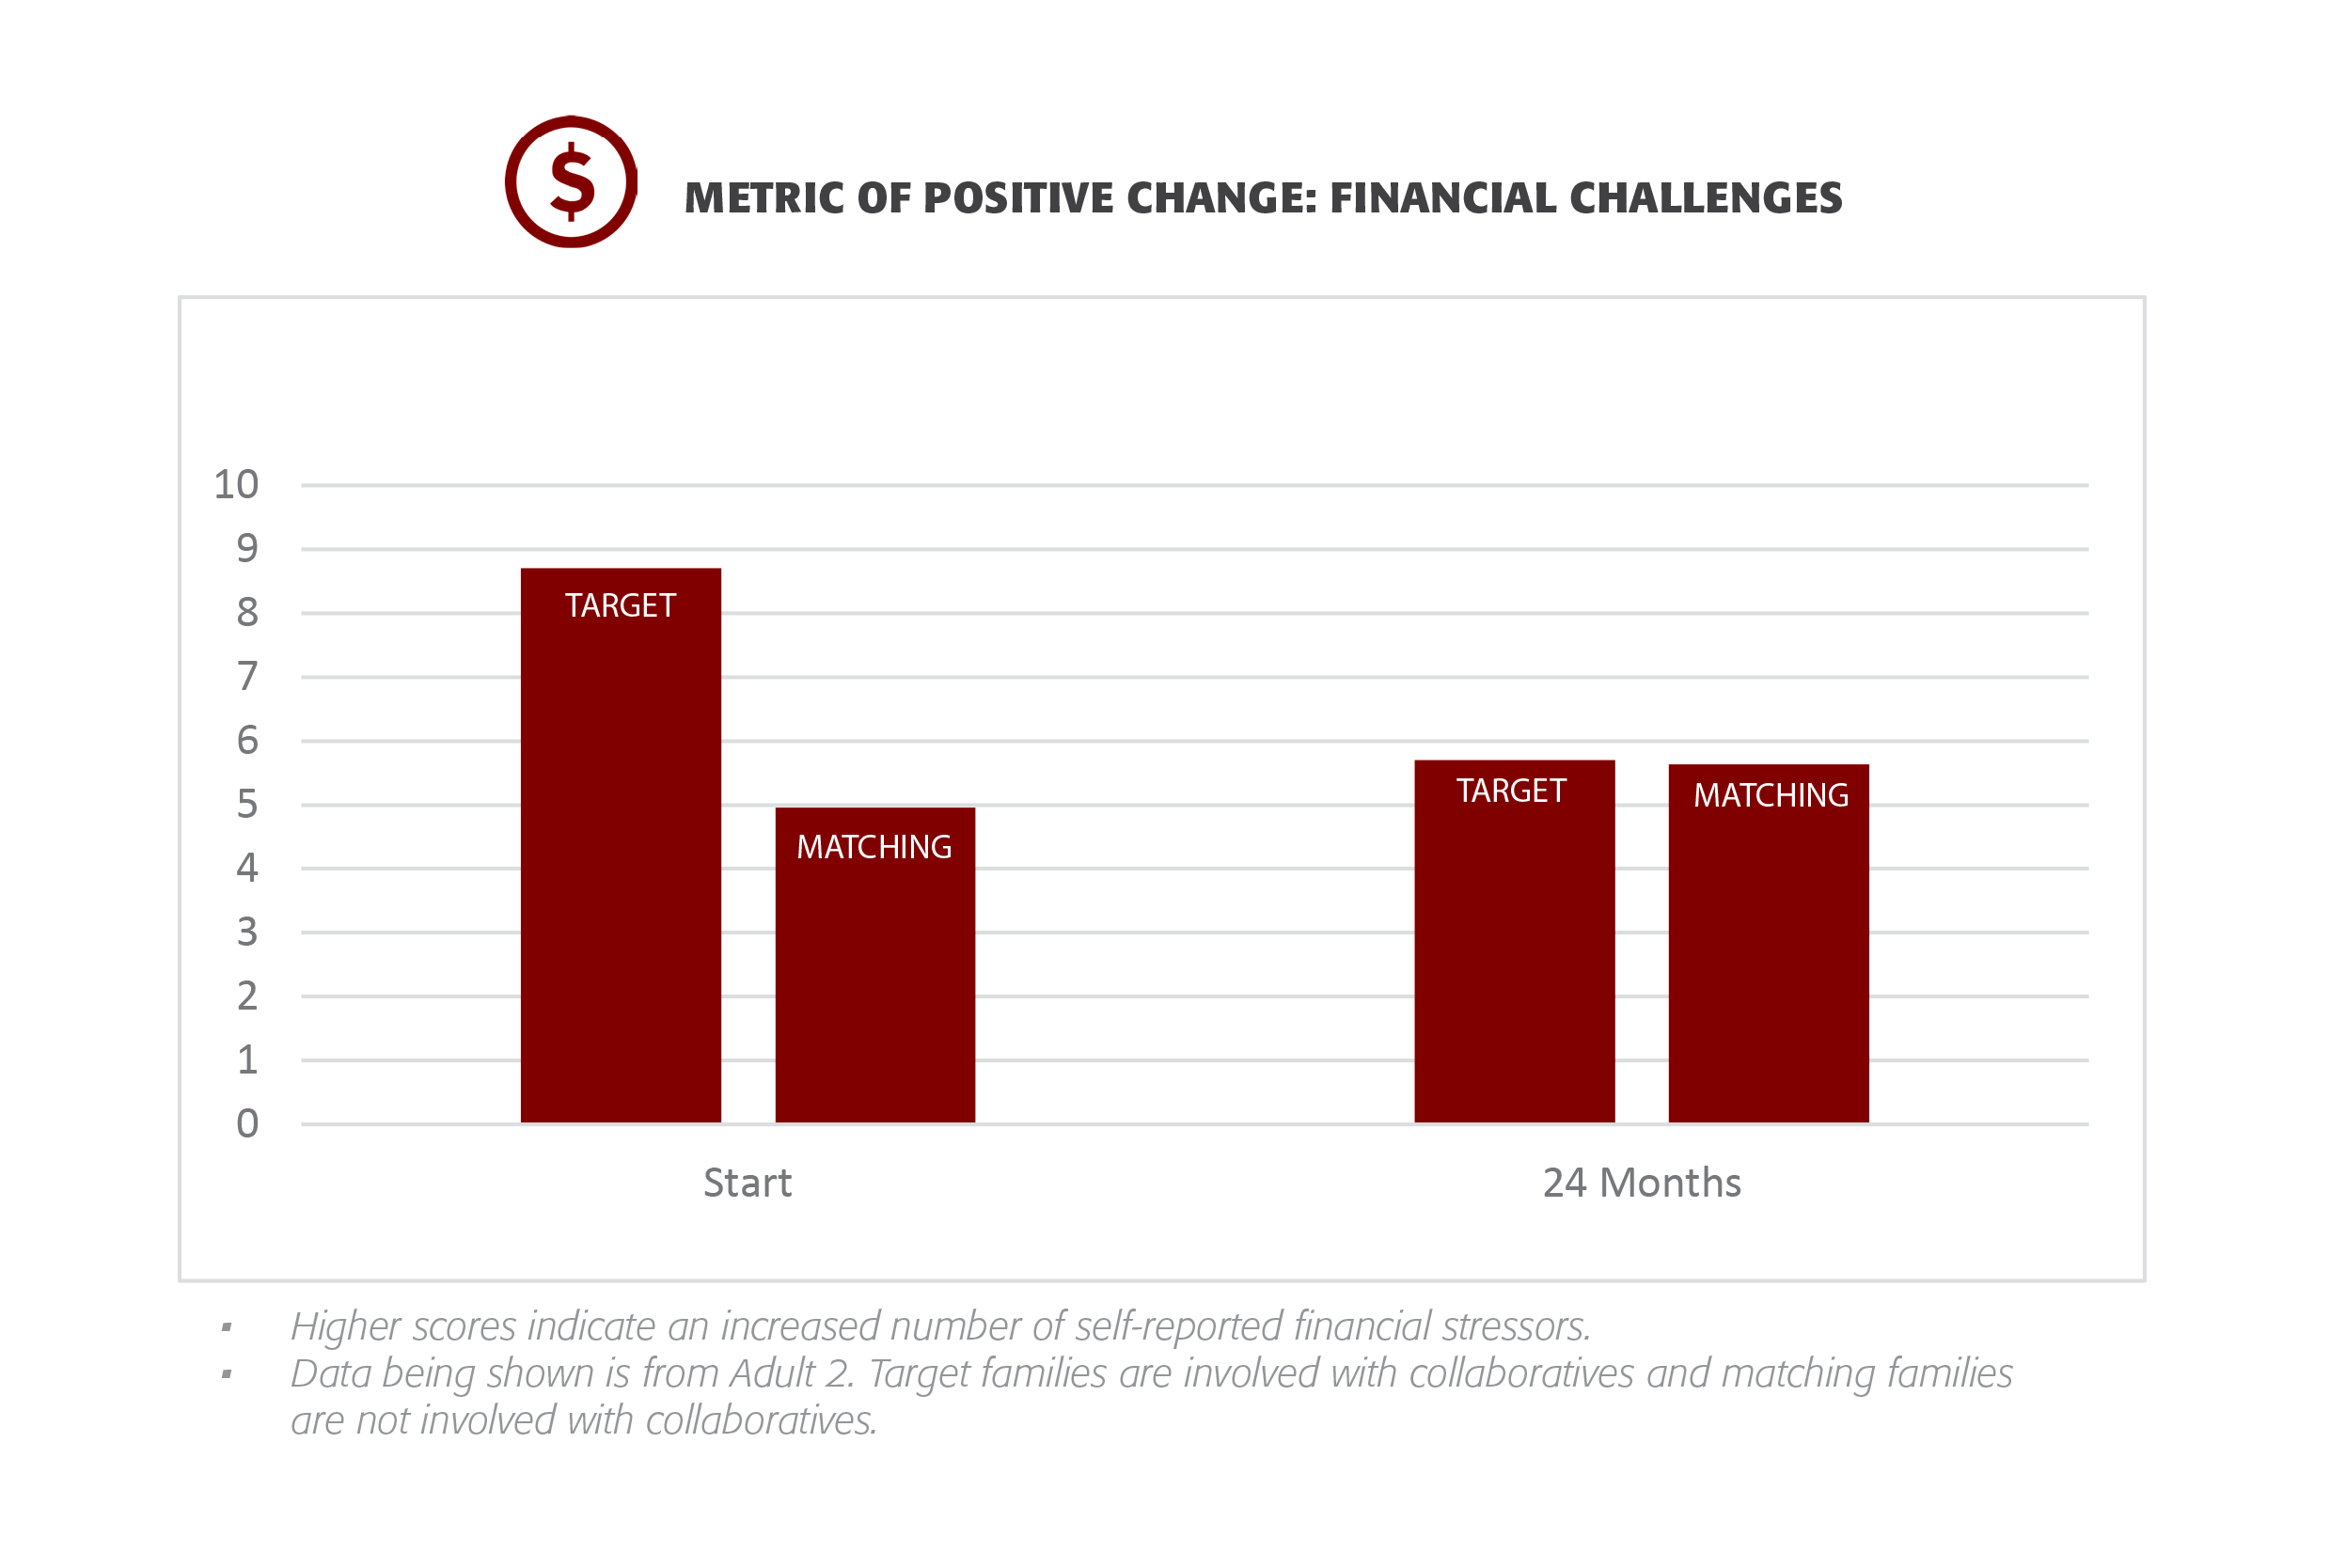 $
METRIC OF POSITIVE CHANGE: FINANCIAL CHALLENGES
10
9
8
7
6
5
4
3
2
1
0
TARGET
MATCHING
TARGET
MATCHING
Start
24 Months
▪ Higher scores indicate an increased number of self-reported financial stressors.
▪ Data being shown is from Adult 2. Target families are involved with collaboratives and matching families
are not involved with collaboratives.